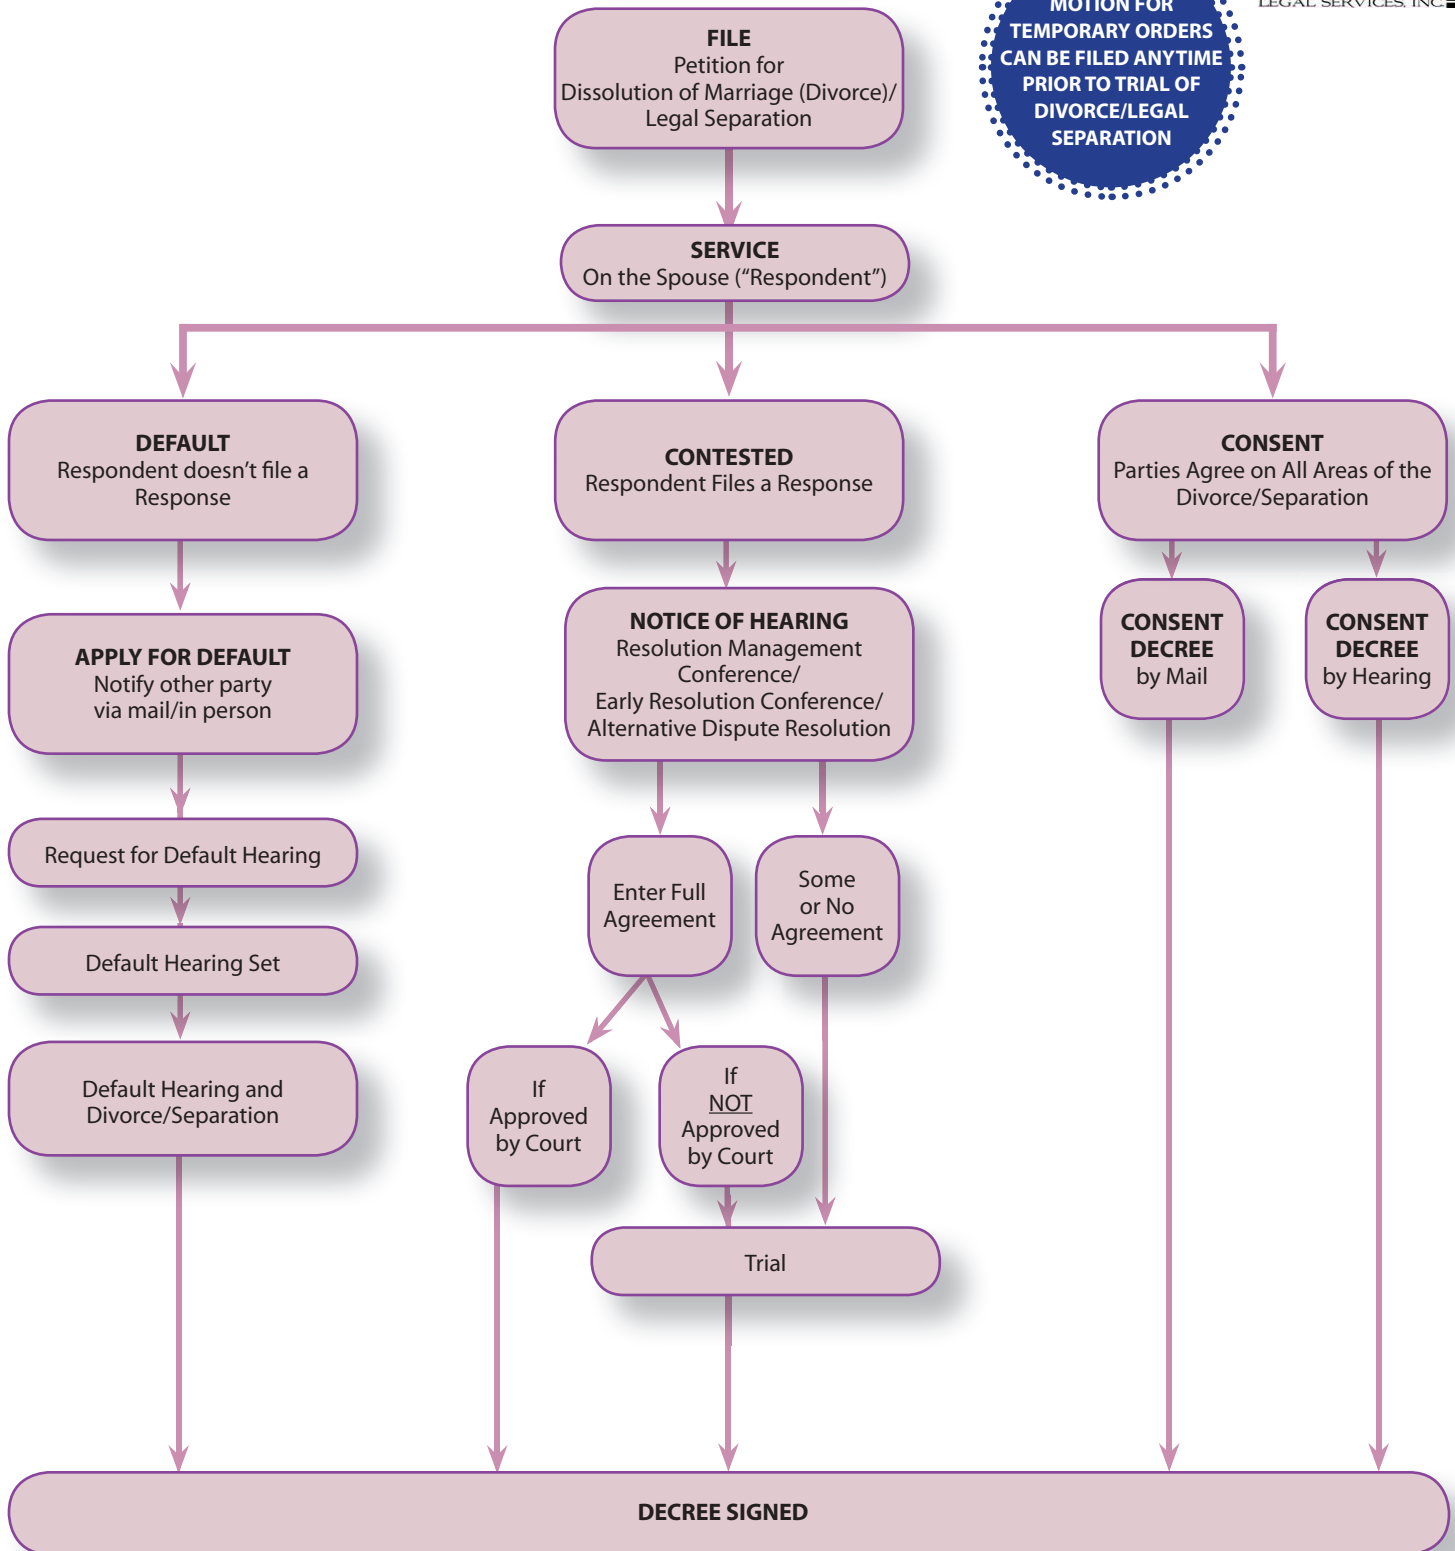 FILE
Petition for
Dissolution of Marriage (Divorce)/
Legal Separation
MOTION FOR
TEMPORARY ORDERS
CAN BE FILED ANYTIME
PRIOR TO TRIAL OF
DIVORCE/LEGAL
SEPARATION
LEGAL SERVICES, INC
SERVICE
On the Spouse (“Respondent”)
DEFAULT
Respondent doesn’t file a
Response
CONTESTED
Respondent Files a Response
CONSENT
Parties Agree on All Areas of the
Divorce/Separation
APPLY FOR DEFAULT
Notify other party
via mail/in person
NOTICE OF HEARING
Resolution Management
Conference/
Early Resolution Conference/
Alternative Dispute Resolution
CONSENT
DECREE
by Mail
CONSENT
DECREE
by Hearing
Request for Default Hearing
Enter Full
Agreement
Some
or No
Agreement
Default Hearing Set
Default Hearing and
Divorce/Separation
If
Approved
by Court
If
NOT
Approved
by Court
Trial
DECREE SIGNED